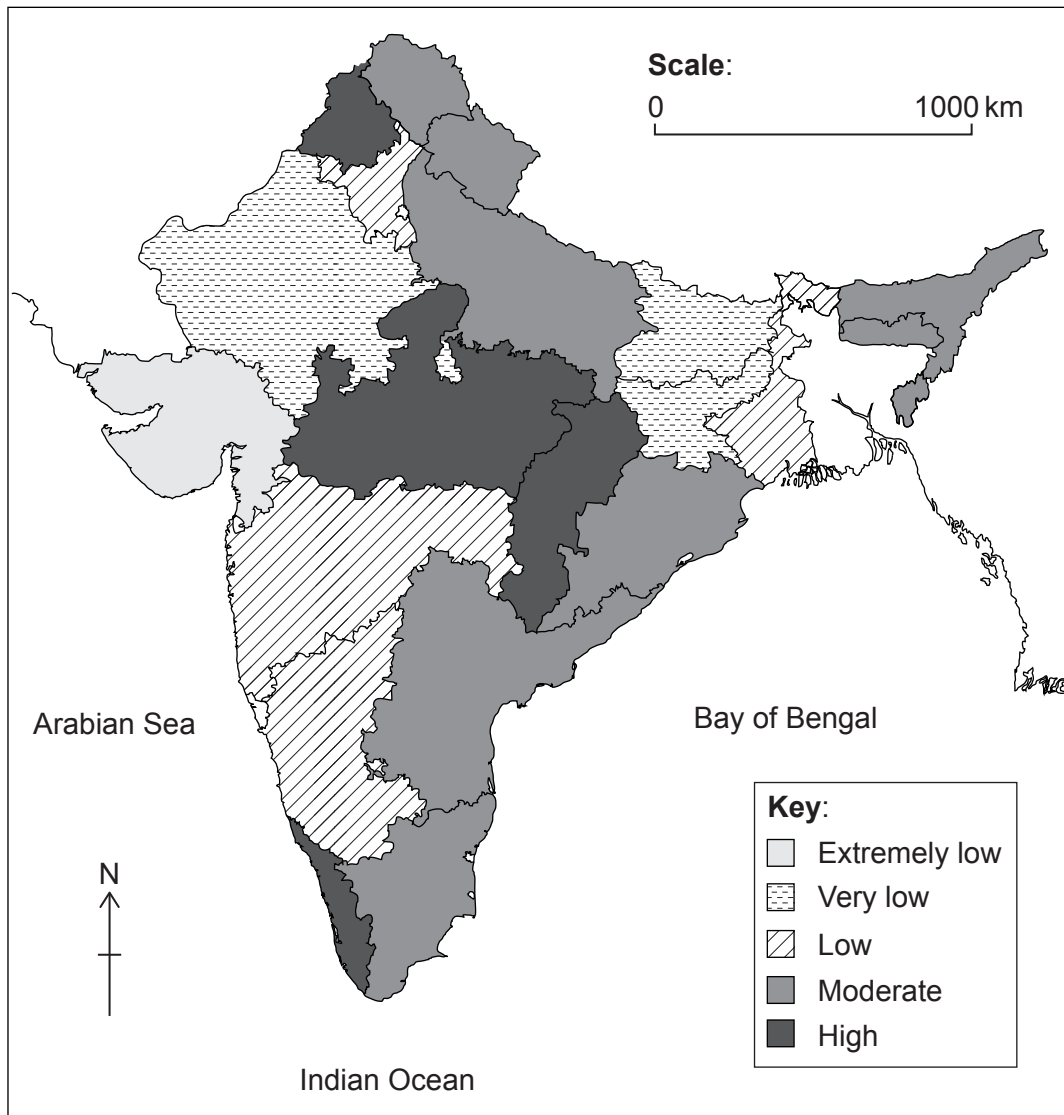 Scale:
0 1000 km
Arabian Sea
Bay of Bengal
Key:
Extremely low
Very low
Low
Moderate
High
N
Indian Ocean